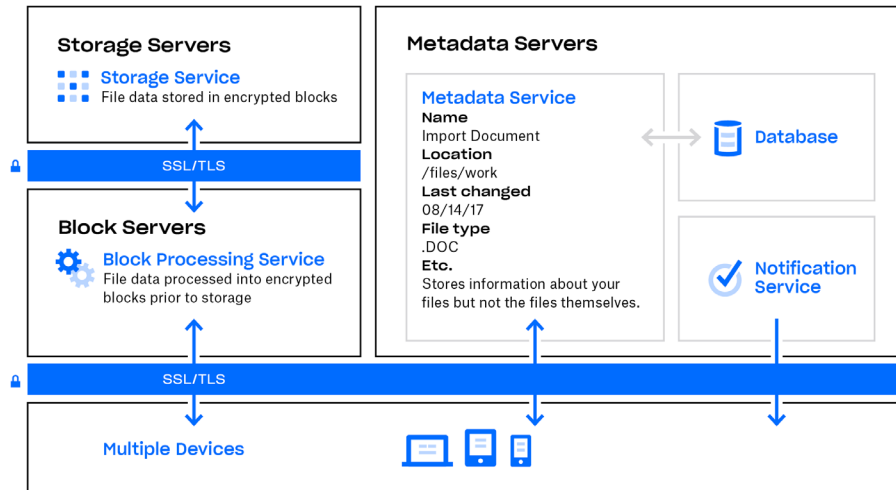 Storage Servers
Storage Service
File data stored in encrypted blocks
SSL/TLS
Block Servers
Block Processing Service
File data processed into encrypted
blocks prior to storage
Metadata Servers
Metadata Service
Name
Import Document
Location
/files/work
Last changed
08/14/17
File type
.DOC
Etc.
Stores information about your
files but not the files themselves.
Database
Notification
Service
SSL/TLS
Multiple Devices